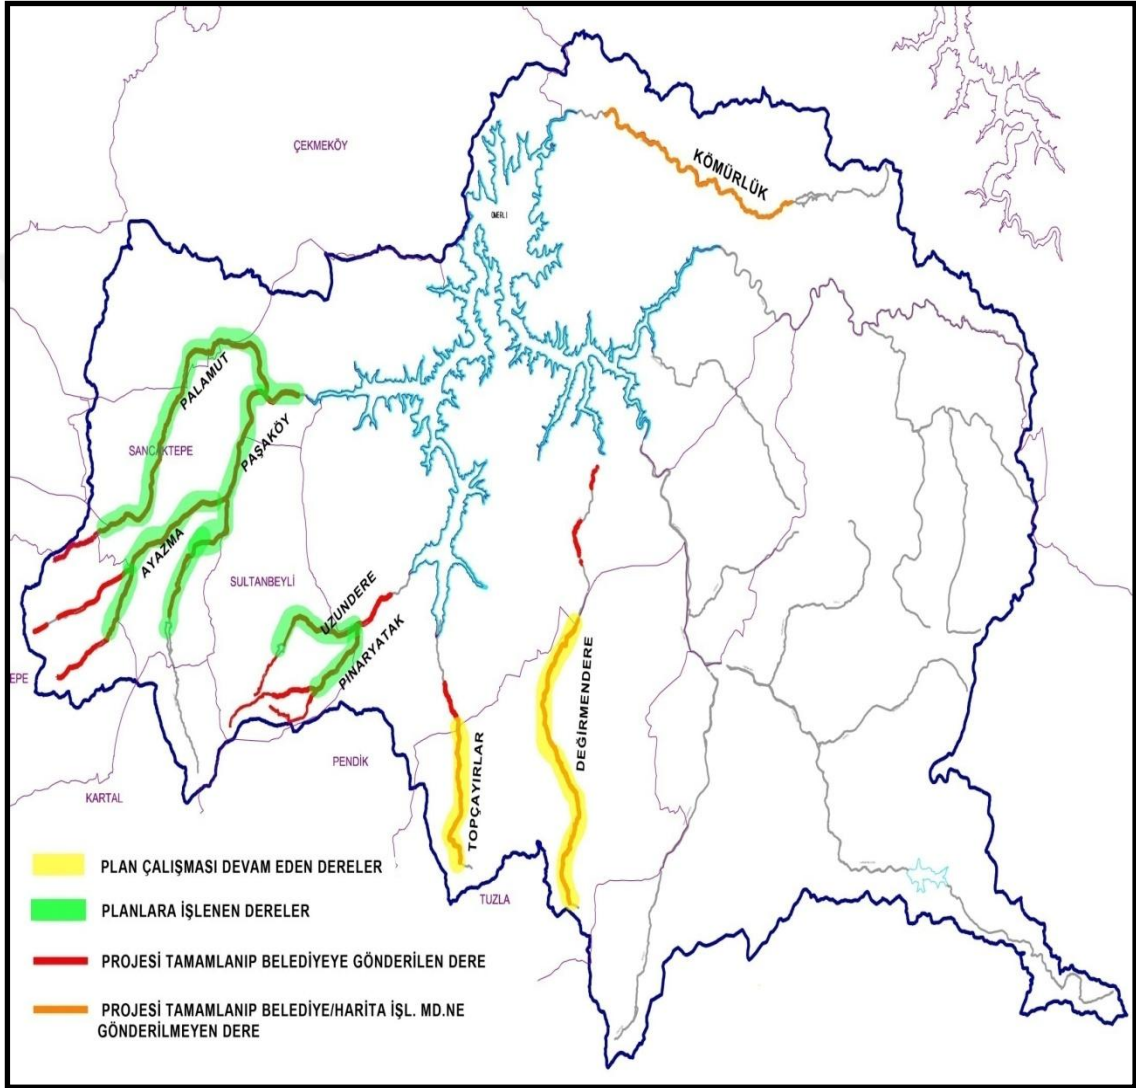 ÇEKMEKÖY
KÖMÜRLÜK
ÖMERLİ
PALAMUT
PAŞAKÖY
SANCAKTEPE
AYAZMA
SULTANBEYLİ
UZUNDERE
PINARYATAK
EPE
DEĞİRMENDERE
TOPÇAYIRLAR
PENDİK
KARTAL
TUZLA
PLAN ÇALIŞMASI DEVAM EDEN DERELER
PLANLARA İŞLENEN DERELER
PROJESİ TAMAMLANIP BELEDİYEYE GÖNDERİLEN DERE
PROJESİ TAMAMLANIP BELEDİYE/HARİTA İŞL. MD.NE
GÖNDERİLMEYEN DERE